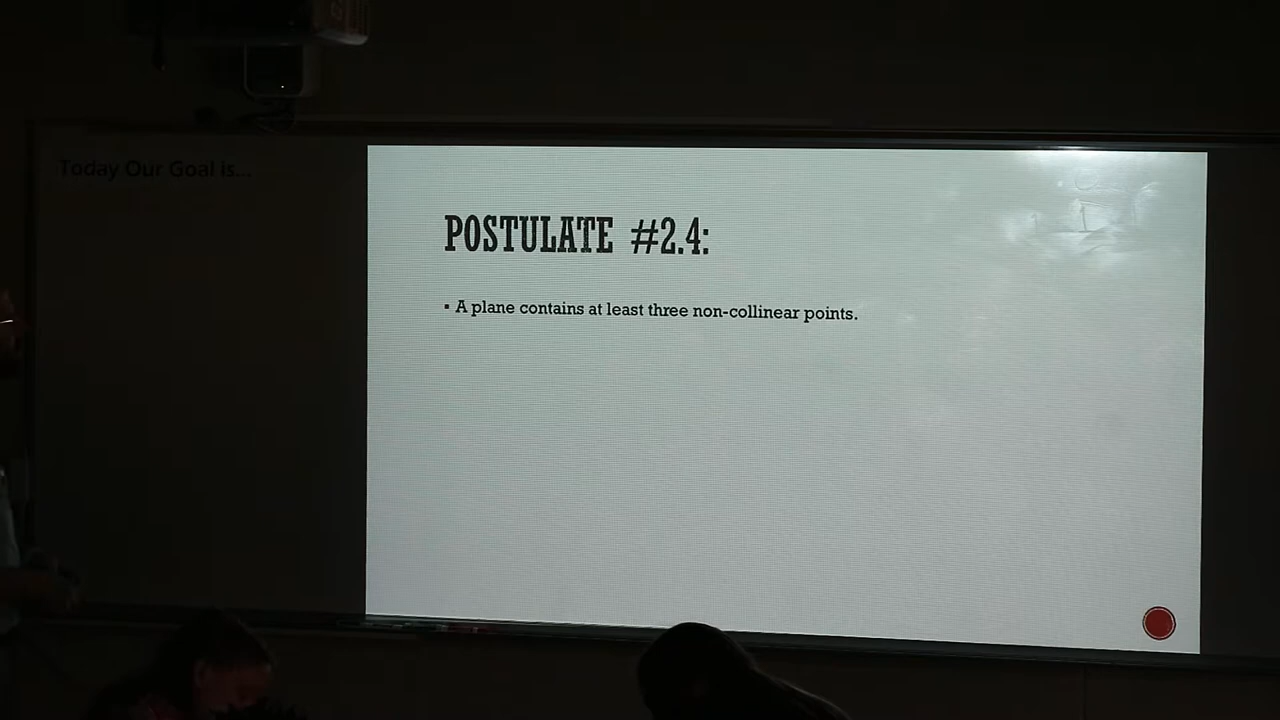 Today Our Goal is...
POSTULATE #2.4:
▪ A plane contains at least three non-collinear points.